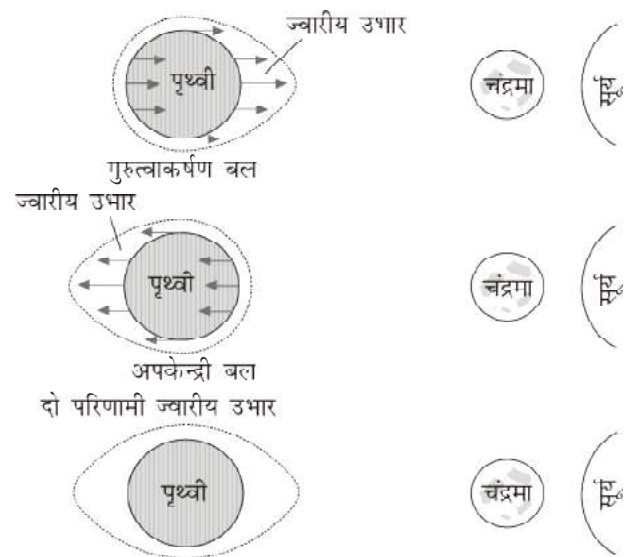 ज्वारीय उभार
पृथ्वी
चंद्रमा
सूर्य
गुरुत्वाकर्षण बल
ज्वारीय उभार
पृथ्वी
चंद्रमा
सूर्य
अपकेन्द्री बल
दो परिणामी ज्वारीय उभार
पृथ्वी
चंद्रमा
सूर्य